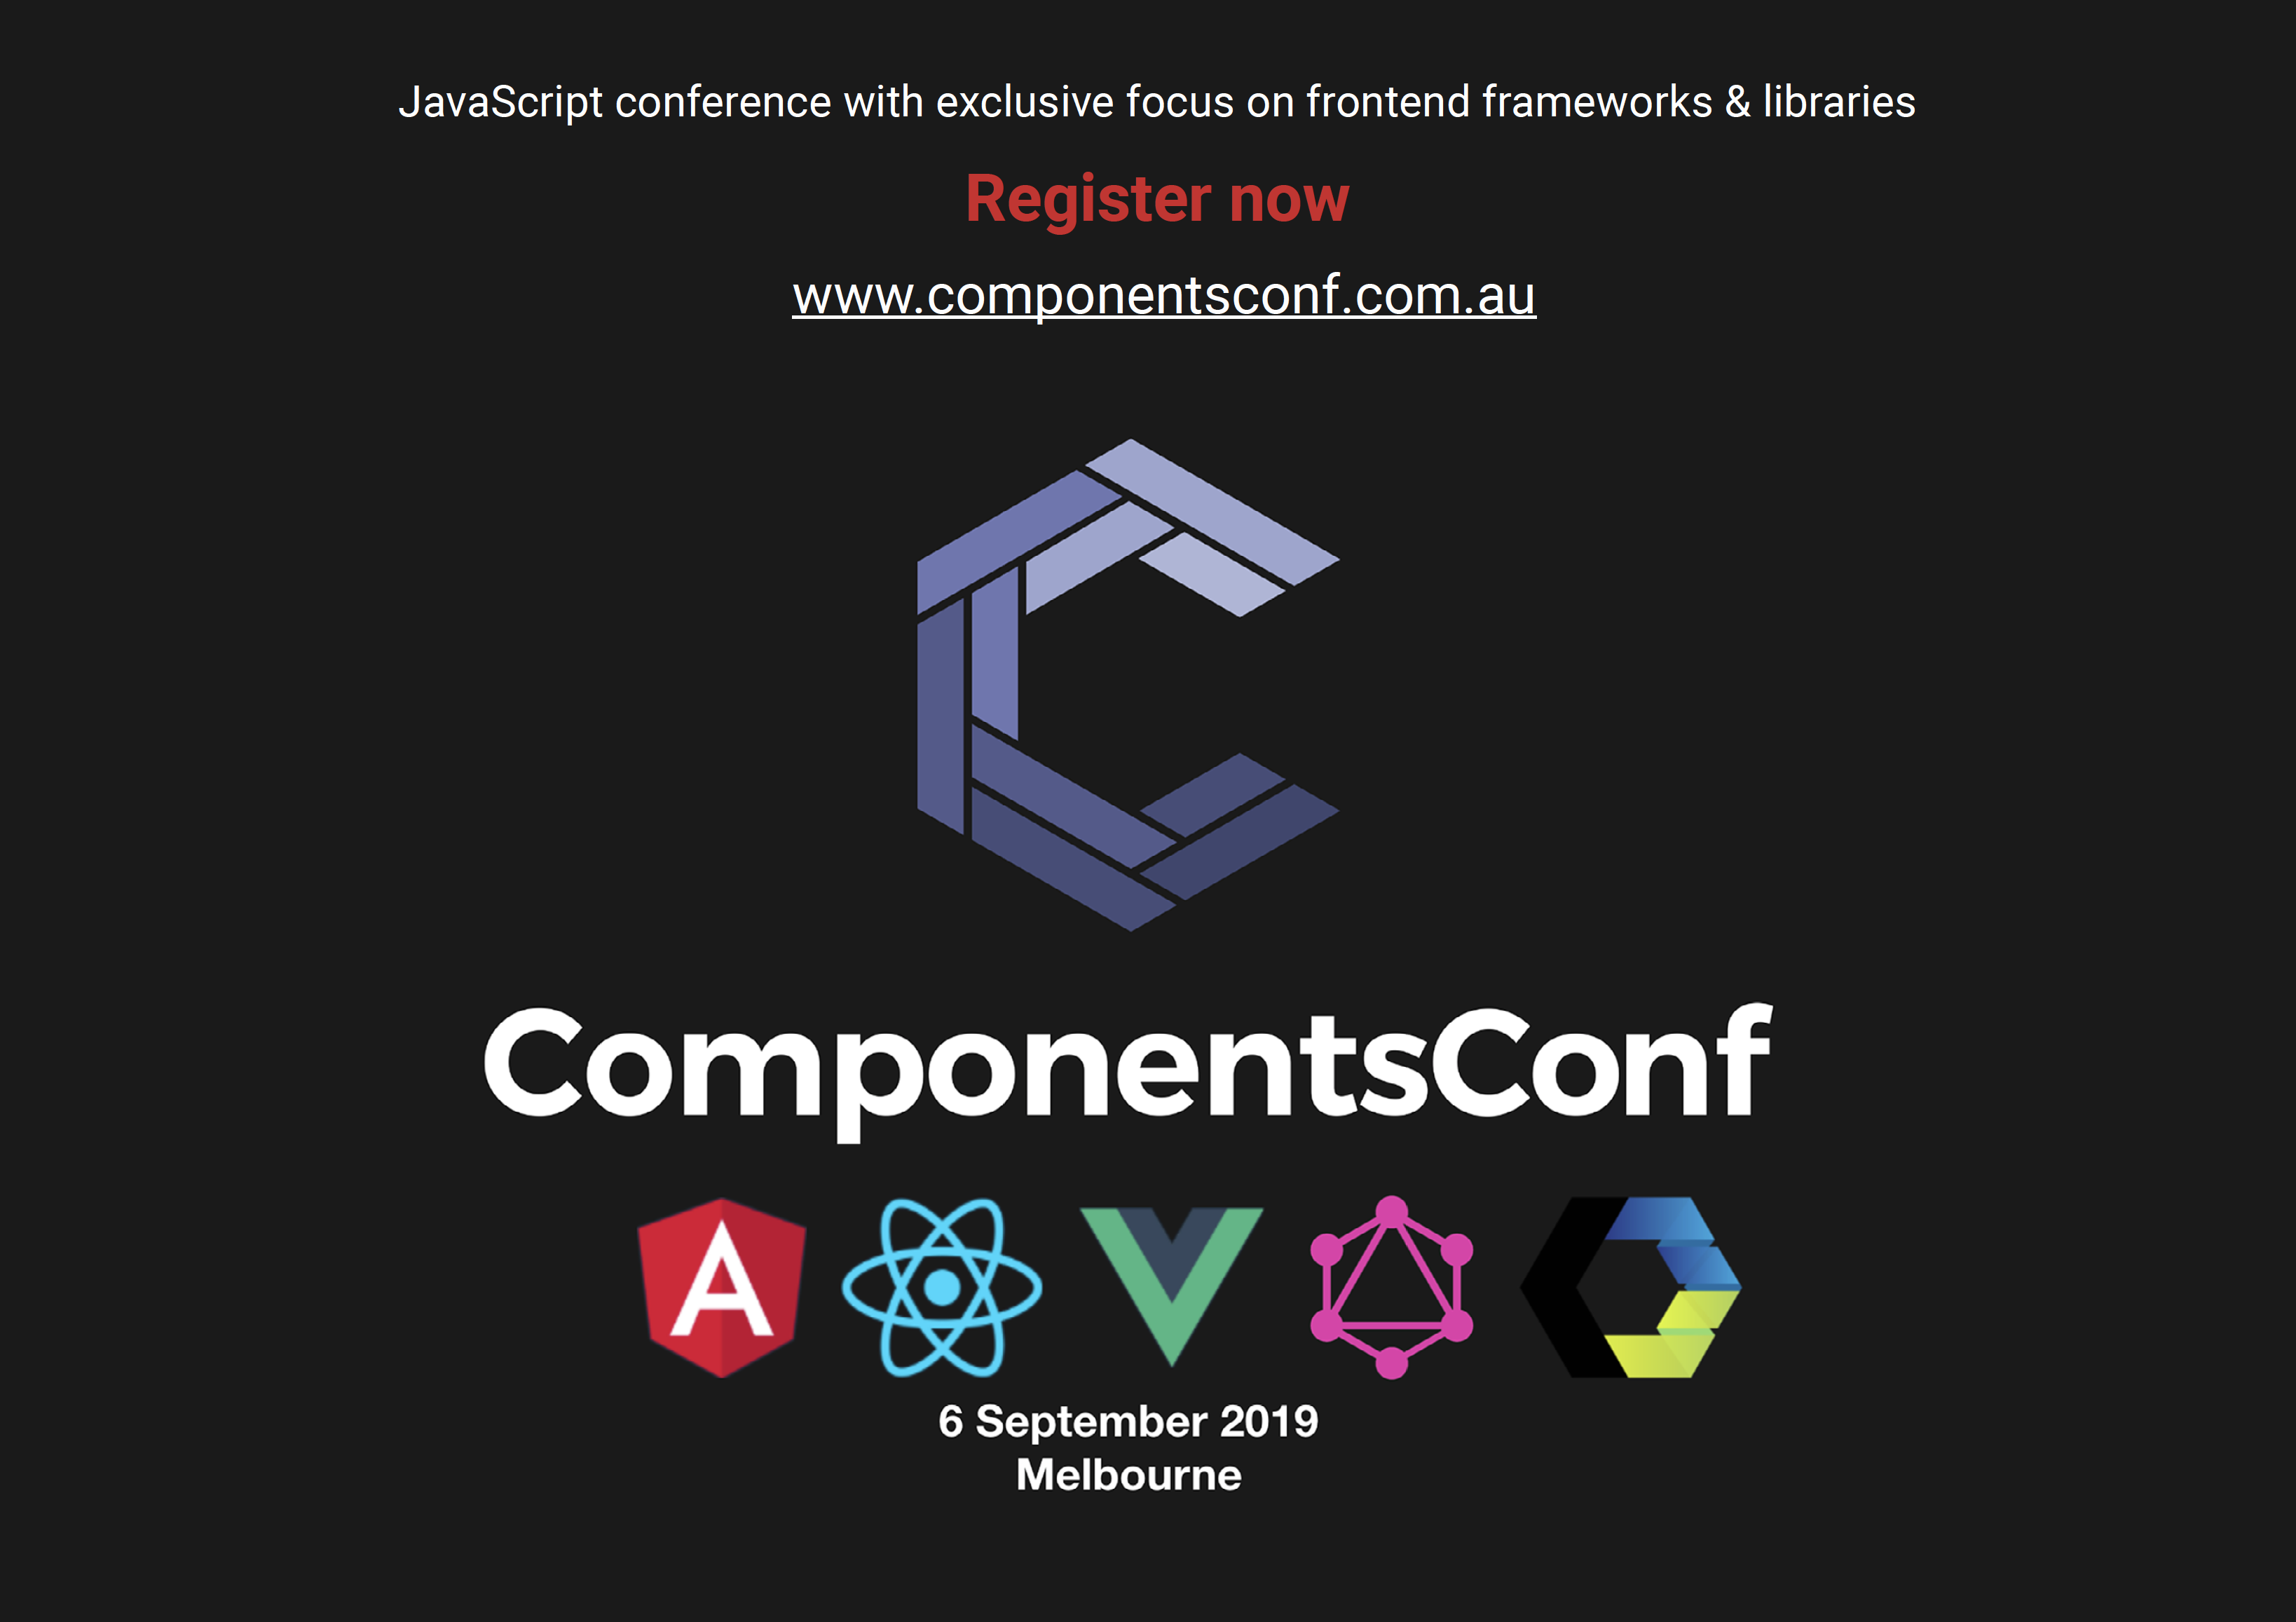 JavaScript conference with exclusive focus on frontend frameworks & libraries
Register now
www.componentsconf.com.au
ComponentsConf
A
6 September 2019
Melbourne